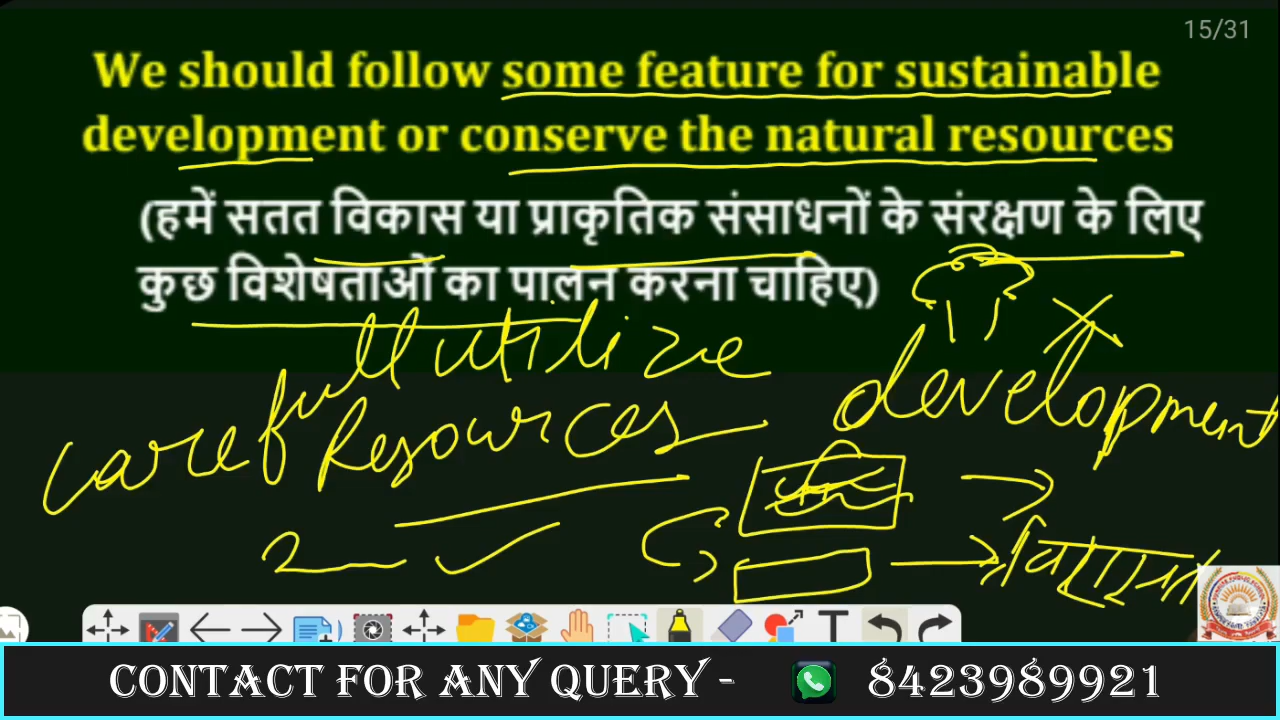 15/31
We should follow some feature for sustainable
development or conserve the natural resources
(हमें सतत विकास या प्राकृतिक संसाधनों के संरक्षण के लिए
कुछ विशेषताओं का पालन करना चाहिए)
carefull utilize
Resources
development
2
CONTACT FOR ANY QUERY - 8423989921